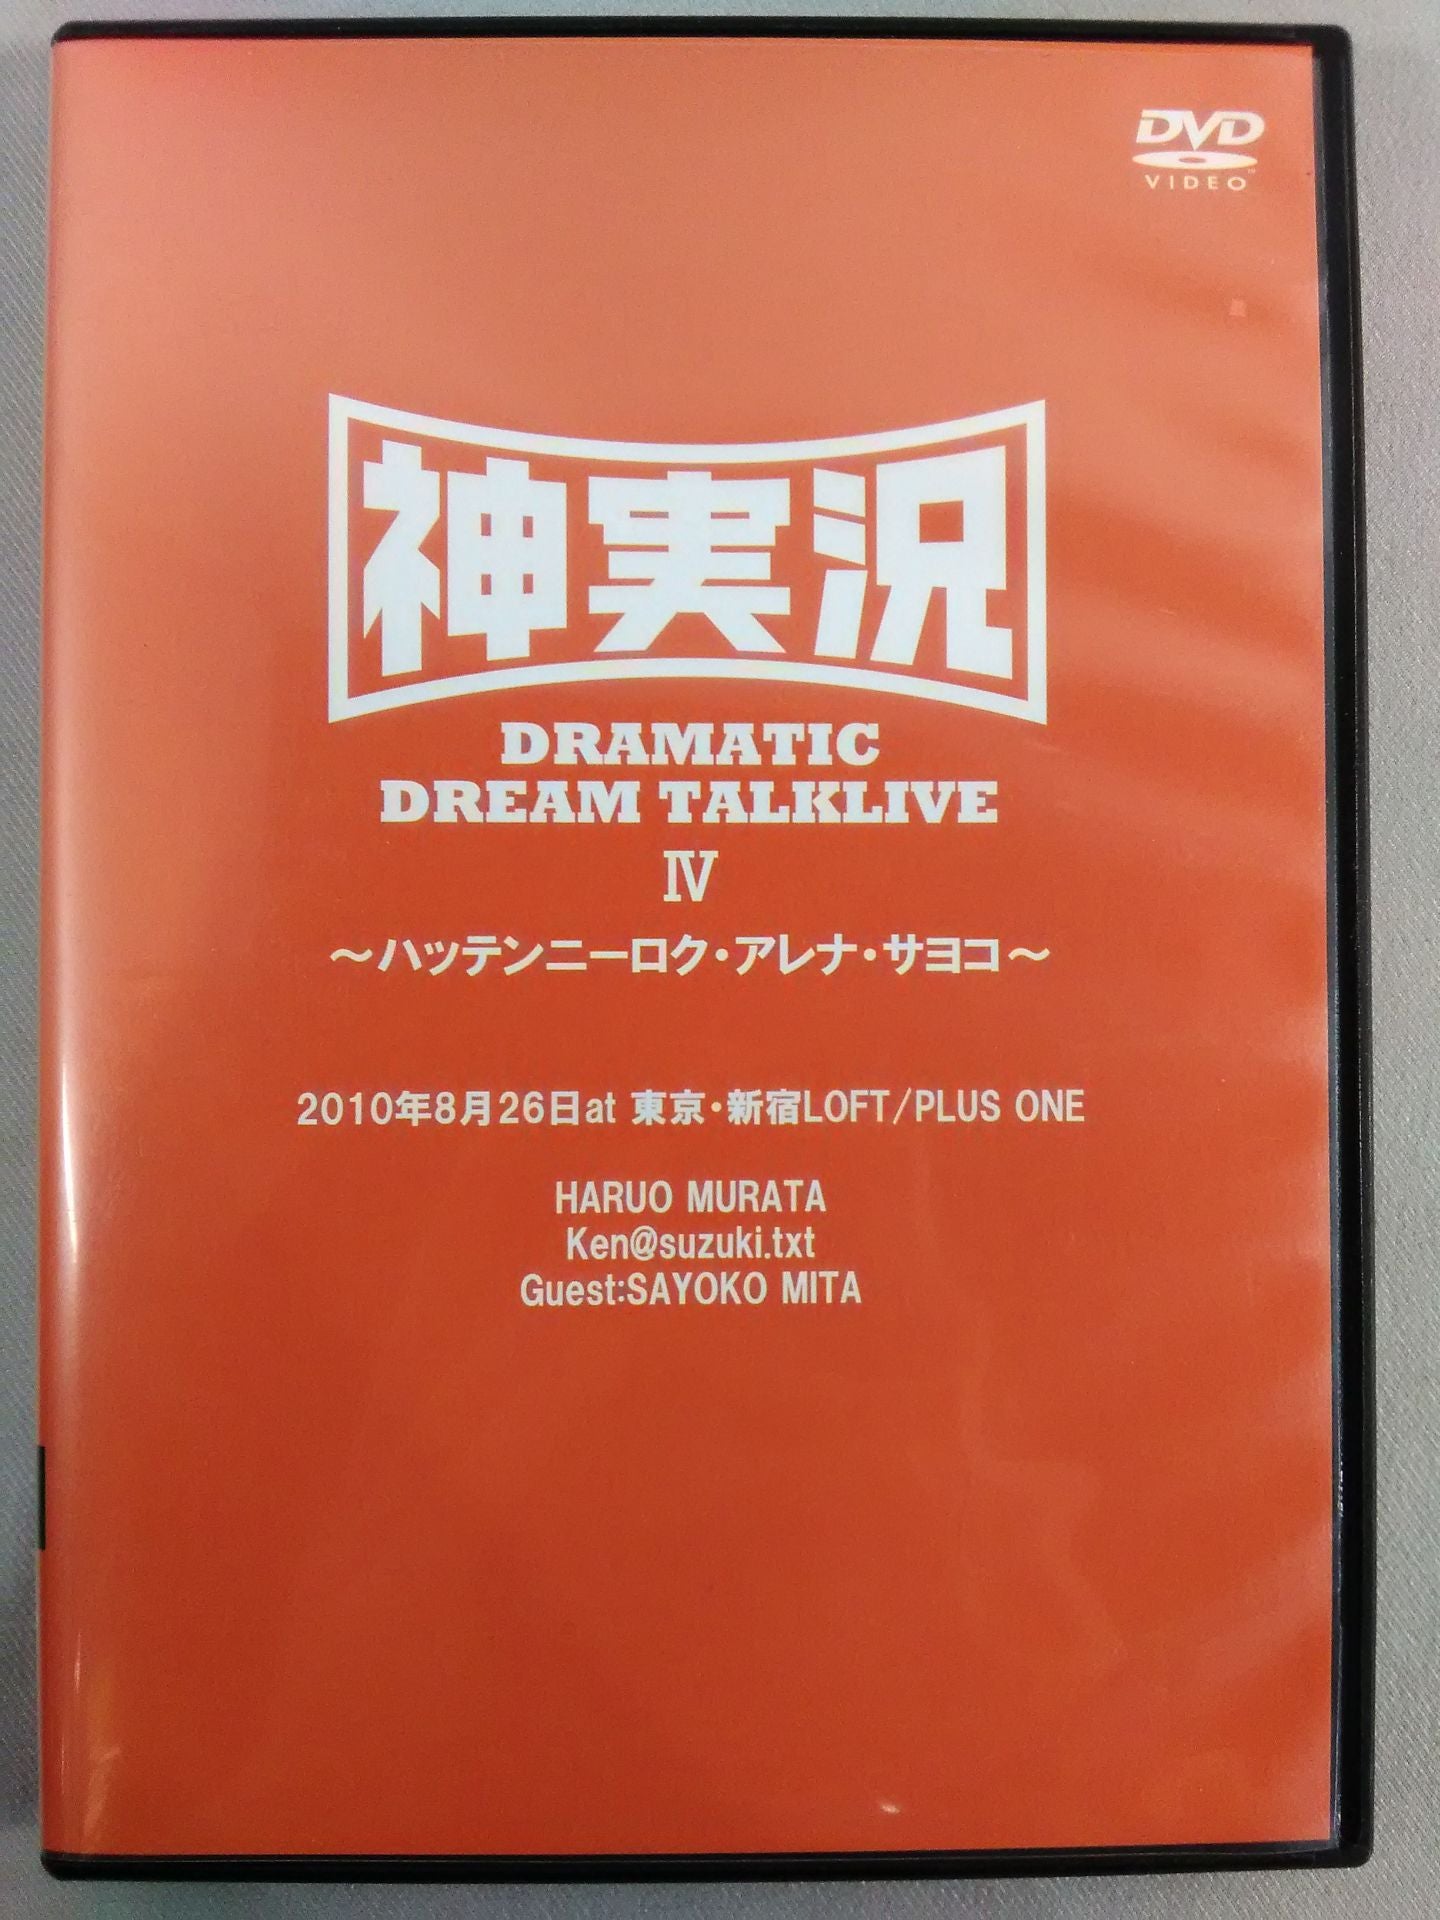 DVD
VIDEO
神実況
DRAMATIC
DREAM TALKLIVE
Ⅳ
～ハッテンニーロク・アレナ・サヨコ～
2010年8月26日at 東京・新宿LOFT/PLUS ONE
HARUO MURATA
Ken@suzuki.txt
Guest:SAYOKO MITA